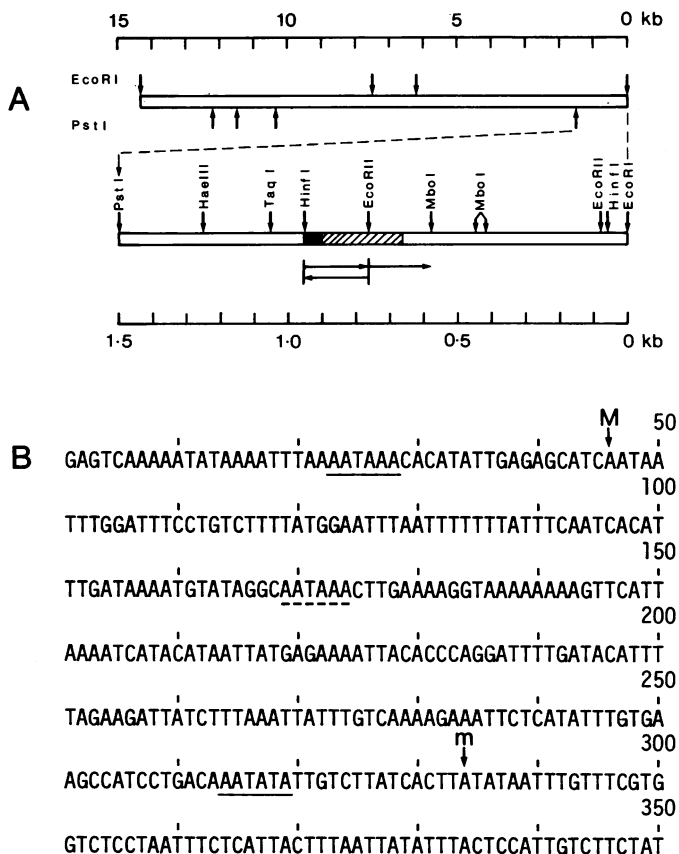 15 10 5 0 kb
EcoRI
A
PstI
PstI HaeIII TaqI HinfI EcoRII MboI MboI EcoRII HinfI EcoRI
1·5 1·0 0·5 0 kb
M 50
B GAGTCAAAAATATAAAATTTAAAATAAACACATATTGAGAGCATCAATAA
100
TTTGGATTTCCTGTCTTTTATGGAATTTAATTTTTTTATTTCAATCACAT
150
TTGATAAAATGTATAGGCAATAAACTTGAAAAGGTAAAAAAAAGTTCATT
200
AAAATCATACATAATTATGAGAAAATTACACCCAGGATTTTGATACATTT
250
TAGAAGATTATCTTTAAATTATTTGTCAAAAGAAATTCTCATATTTGTGA
m 300
AGCCATCCTGACAAATATATTGTCTTATCACTTATATAATTTGTTTCGTG
350
GTCTCCTAATTTCTCATTACTTTAATTATATTTACTCCATTGTCTTCTAT